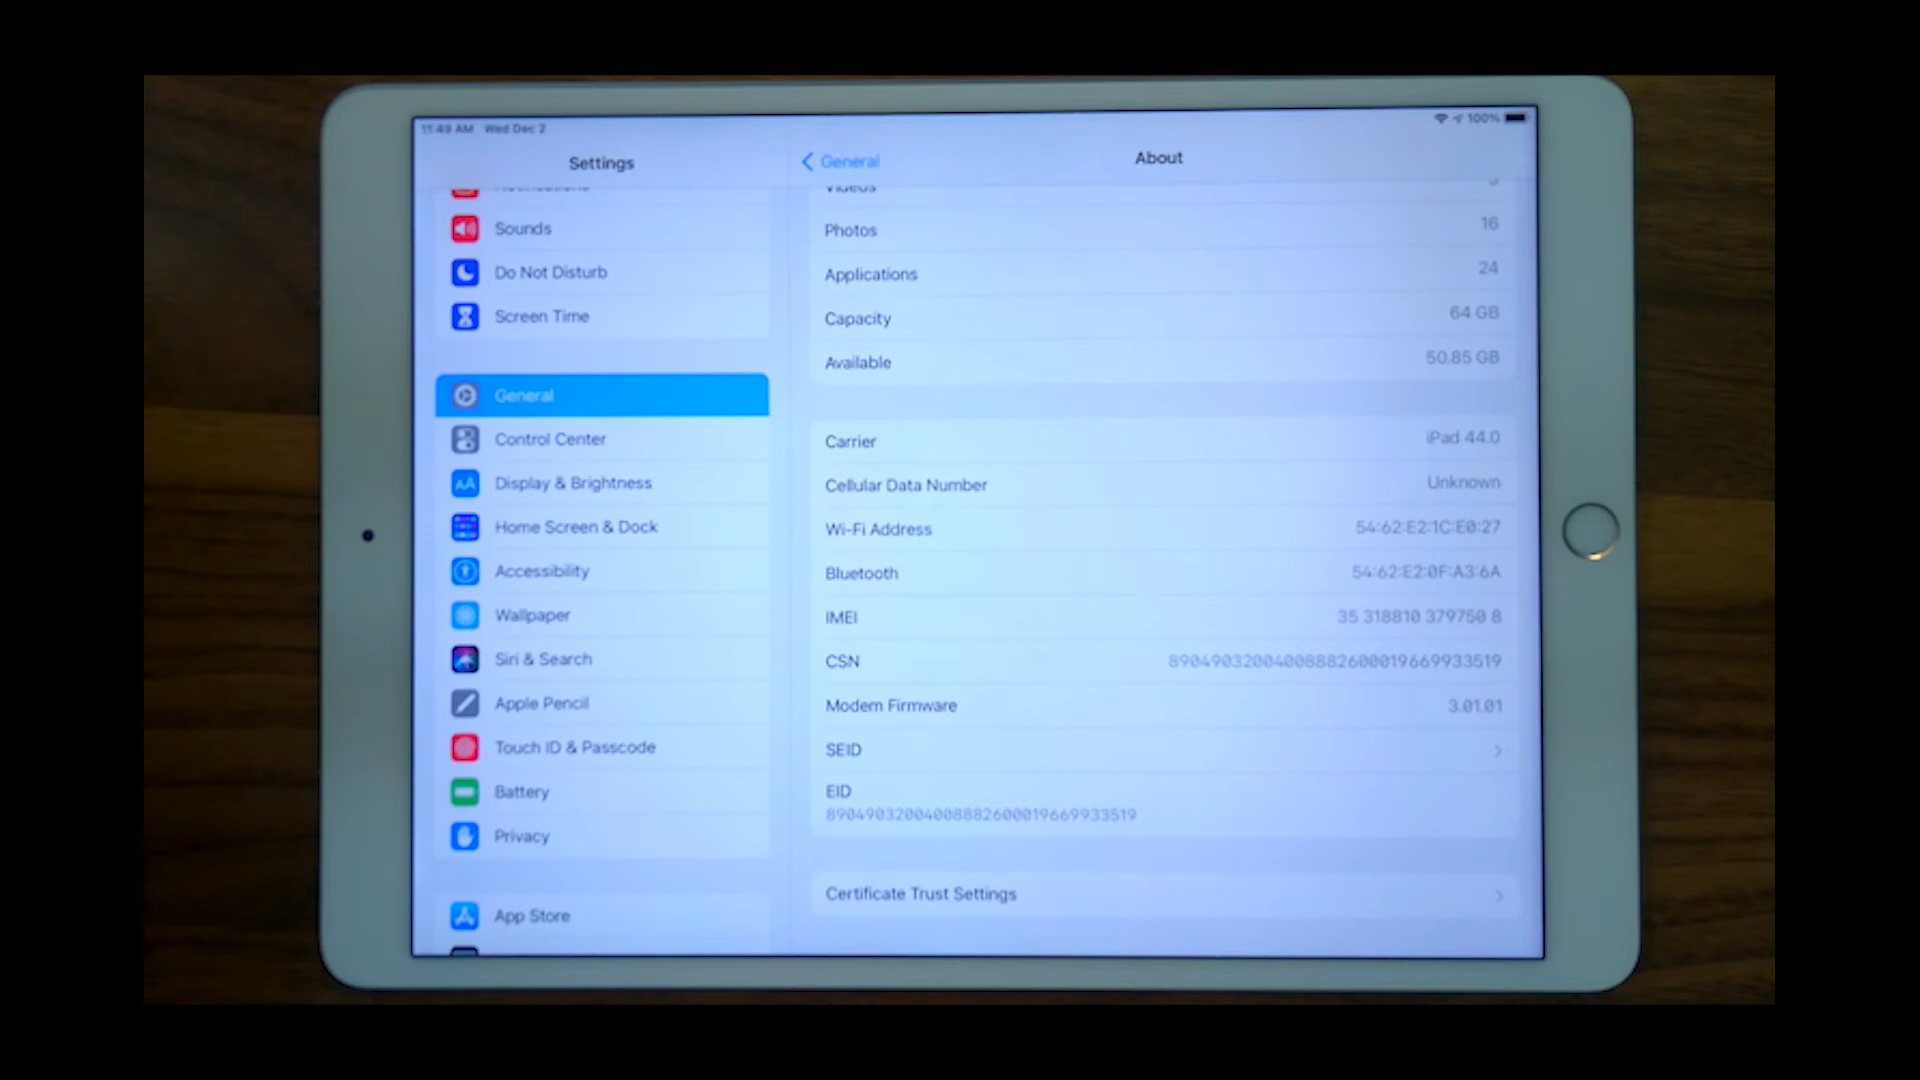 11:49 AM Wed Dec 2
100%
Settings
General
About
Notifications
Sounds
Do Not Disturb
Screen Time
General
Control Center
Display & Brightness
Home Screen & Dock
Accessibility
Wallpaper
Siri & Search
Apple Pencil
Touch ID & Passcode
Battery
Privacy
App Store
Videos
Photos 16
Applications 24
Capacity 64 GB
Available 50.85 GB
Carrier iPad 44.0
Cellular Data Number Unknown
Wi-Fi Address 54:62:E2:1C:E0:27
Bluetooth 54:62:E2:0F:A3:6A
IMEI 35 318810 379750 8
CSN 89049032004008882600019669933519
Modem Firmware 3.01.01
SEID
EID
89049032004008882600019669933519
Certificate Trust Settings